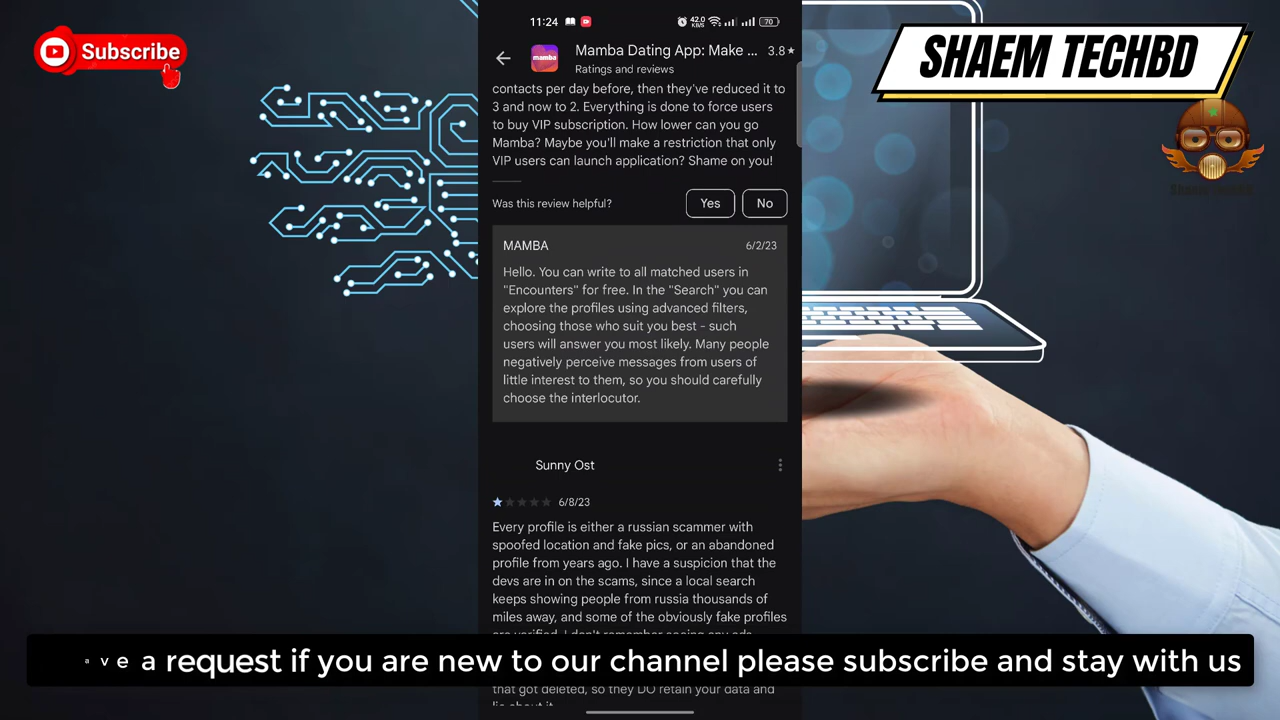 Subscribe
SHAEM TECHBD
11:24
42.0
KB/S
70
mamba
Mamba Dating App: Make ...
3.8★
Ratings and reviews
contacts per day before, then they've reduced it to
3 and now to 2. Everything is done to force users
to buy VIP subscription. How lower can you go
Mamba? Maybe you'll make a restriction that only
VIP users can launch application? Shame on you!
Was this review helpful?
Yes
No
MAMBA
6/2/23
Hello. You can write to all matched users in
"Encounters" for free. In the "Search" you can
explore the profiles using advanced filters,
choosing those who suit you best - such
users will answer you most likely. Many people
negatively perceive messages from users of
little interest to them, so you should carefully
choose the interlocutor.
Sunny Ost
6/8/23
Every profile is either a russian scammer with
spoofed location and fake pics, or an abandoned
profile from years ago. I have a suspicion that the
devs are in on the scams, since a local search
keeps showing people from russia thousands of
miles away, and some of the obviously fake profiles
ave a request if you are new to our channel please subscribe and stay with us
that got deleted, so they DO retain your data and